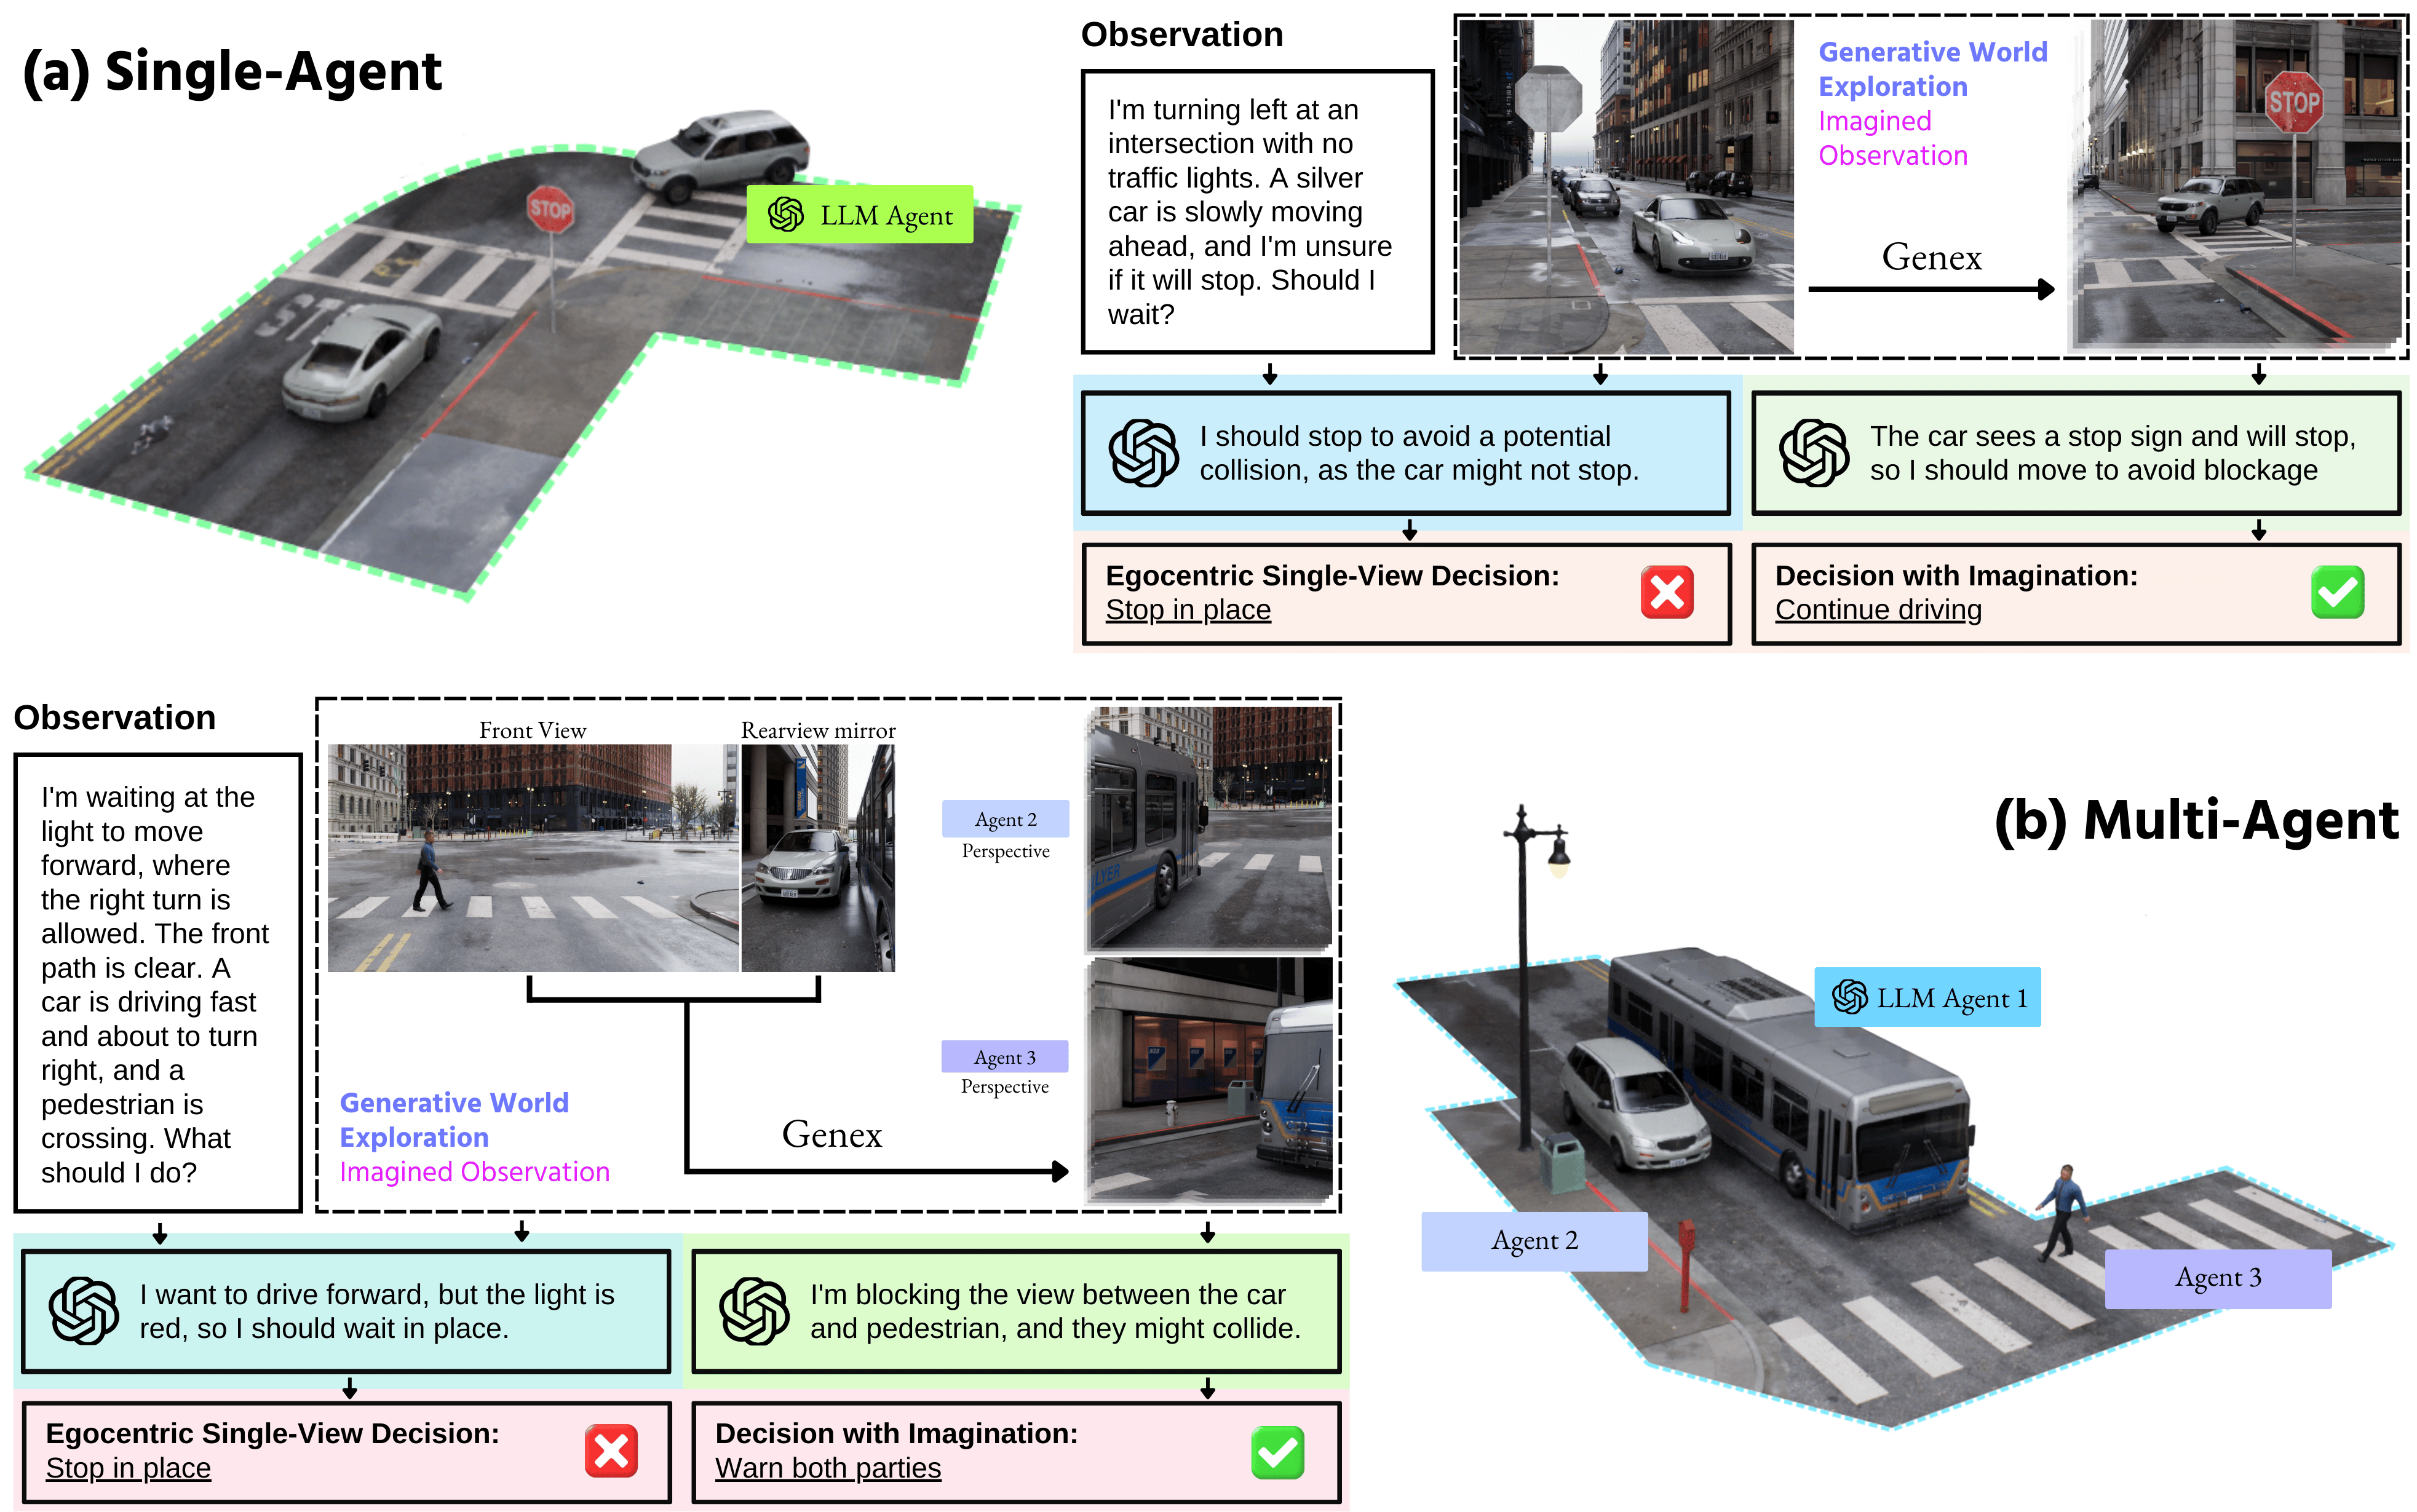 (a) Single-Agent
STOP
LLM Agent
Observation
I'm turning left at an
intersection with no
traffic lights. A silver
car is slowly moving
ahead, and I'm unsure
if it will stop. Should I
wait?
Generative World
Exploration
Imagined
Observation
Genex
STOP
I should stop to avoid a potential
collision, as the car might not stop.
The car sees a stop sign and will stop,
so I should move to avoid blockage
Egocentric Single-View Decision:
Stop in place
Decision with Imagination:
Continue driving
Observation
I'm waiting at the
light to move
forward, where
the right turn is
allowed. The front
path is clear. A
car is driving fast
and about to turn
right, and a
pedestrian is
crossing. What
should I do?
Front View
Rearview mirror
Agent 2
Perspective
LVER
Agent 3
Perspective
Generative World
Exploration
Imagined Observation
Genex
I want to drive forward, but the light is
red, so I should wait in place.
I'm blocking the view between the car
and pedestrian, and they might collide.
Egocentric Single-View Decision:
Stop in place
Decision with Imagination:
Warn both parties
(b) Multi-Agent
LLM Agent 1
Agent 2
Agent 3